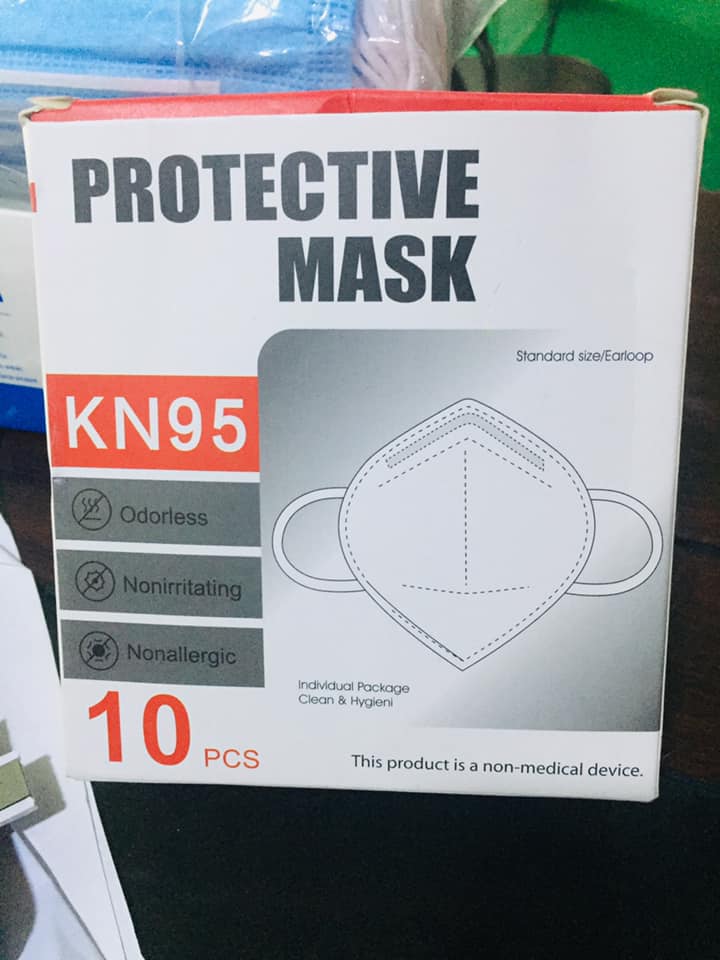 PROTECTIVE
MASK
Standard size/Earloop
KN95
Odorless
Nonirritating
Nonallergic
Individual Package
Clean & Hygieni
10 PCS
This product is a non-medical device.